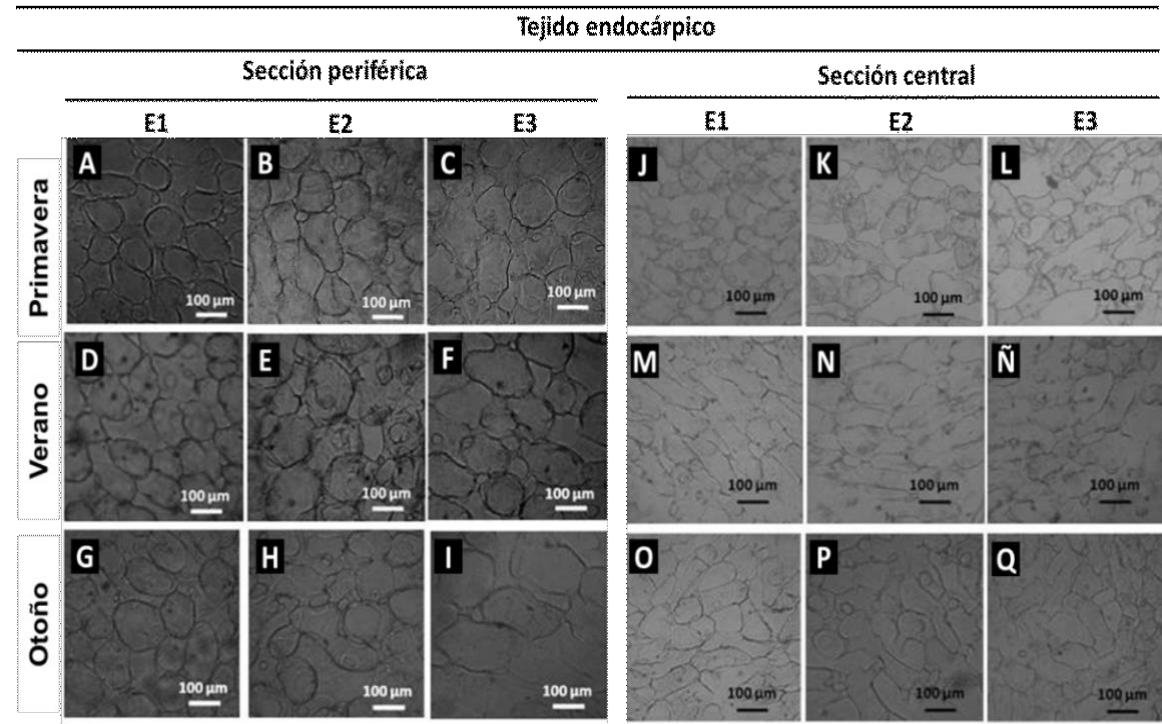 Tejido endocárpico
Sección periférica
Sección central
E1 E2 E3 E1 E2 E3
Primavera
A B C J K L
100 µm 100 µm 100 µm 100 µm 100 µm 100 µm
Verano
D E F M N Ñ
100 µm 100 µm 100 µm 100 µm 100 µm 100 µm
Otoño
G H I O P Q
100 µm 100 µm 100 µm 100 µm 100 µm 100 µm